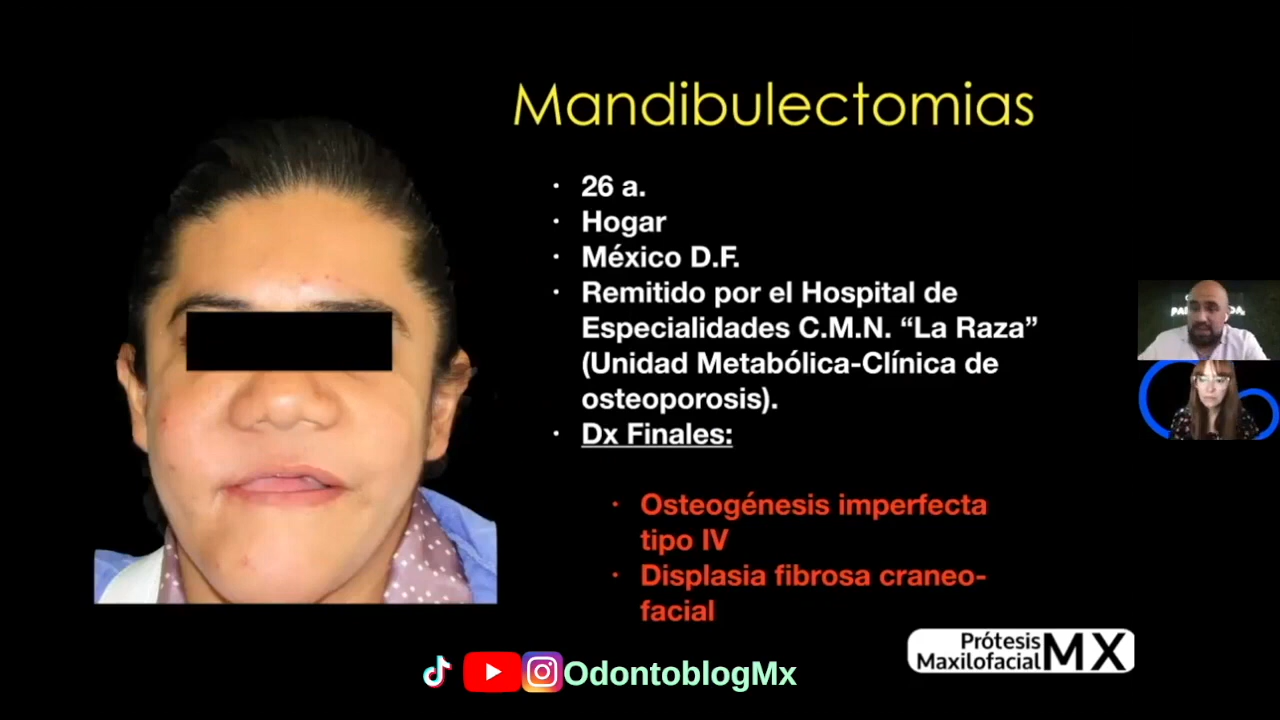 Mandibulectomias
· 26 a.
· Hogar
· México D.F.
· Remitido por el Hospital de
Especialidades C.M.N. “La Raza”
(Unidad Metabólica-Clínica de
osteoporosis).
· Dx Finales:
· Osteogénesis imperfecta
tipo IV
· Displasia fibrosa craneo-
facial
Prótesis
Maxilofacial MX
OdontoblogMx